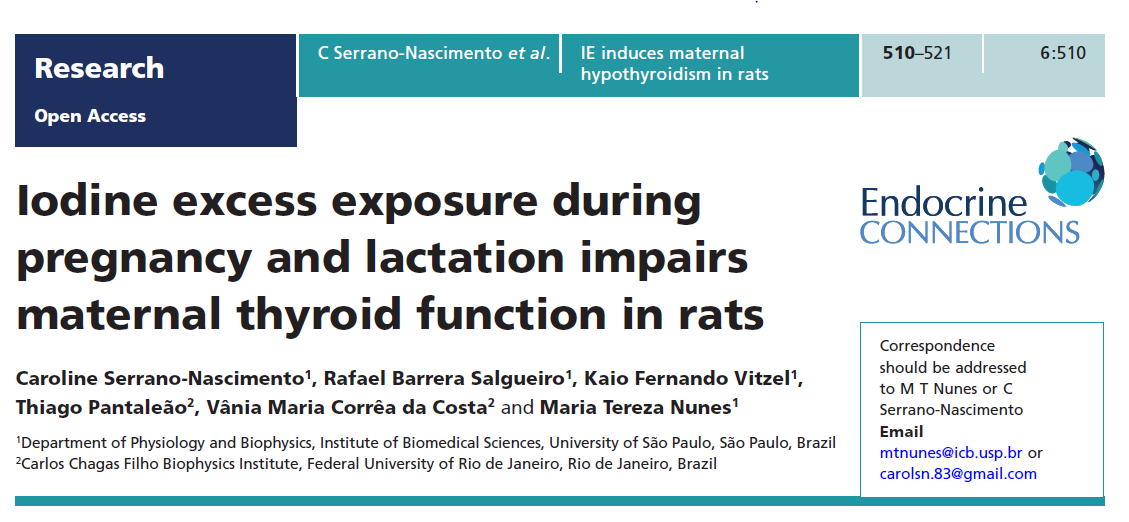 Research
Open Access
C Serrano-Nascimento et al.
IE induces maternal
hypothyroidism in rats
510–521
6:510
Iodine excess exposure during
pregnancy and lactation impairs
maternal thyroid function in rats
Endocrine
CONNECTIONS
Caroline Serrano-Nascimento1, Rafael Barrera Salgueiro1, Kaio Fernando Vitzel1,
Thiago Pantaleão2, Vânia Maria Corrêa da Costa2 and Maria Tereza Nunes1
1Department of Physiology and Biophysics, Institute of Biomedical Sciences, University of São Paulo, São Paulo, Brazil
2Carlos Chagas Filho Biophysics Institute, Federal University of Rio de Janeiro, Rio de Janeiro, Brazil
Correspondence
should be addressed
to M T Nunes or C
Serrano-Nascimento
Email
mtnunes@icb.usp.br or
carolsn.83@gmail.com